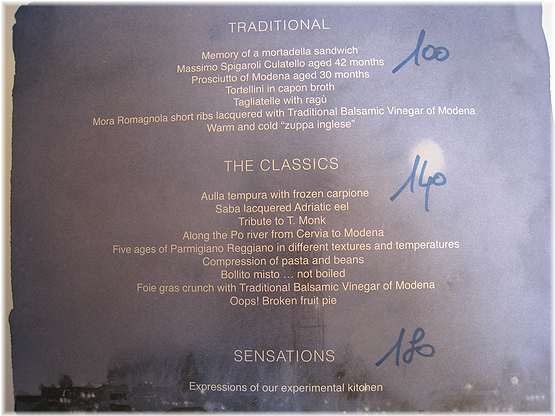 TRADITIONAL
100
Memory of a mortadella sandwich
Massimo Spigaroli Culatello aged 42 months
Prosciutto of Modena aged 30 months
Tortellini in capon broth
Tagliatelle with ragù
Mora Romagnola short ribs lacquered with Traditional Balsamic Vinegar of Modena
Warm and cold “zuppa inglese”
THE CLASSICS
140
Aulla tempura with frozen carpione
Saba lacquered Adriatic eel
Tribute to T. Monk
Along the Po river from Cervia to Modena
Five ages of Parmigiano Reggiano in different textures and temperatures
Compression of pasta and beans
Bollito misto ... not boiled
Foie gras crunch with Traditional Balsamic Vinegar of Modena
Oops! Broken fruit pie
SENSATIONS
180
Expressions of our experimental kitchen